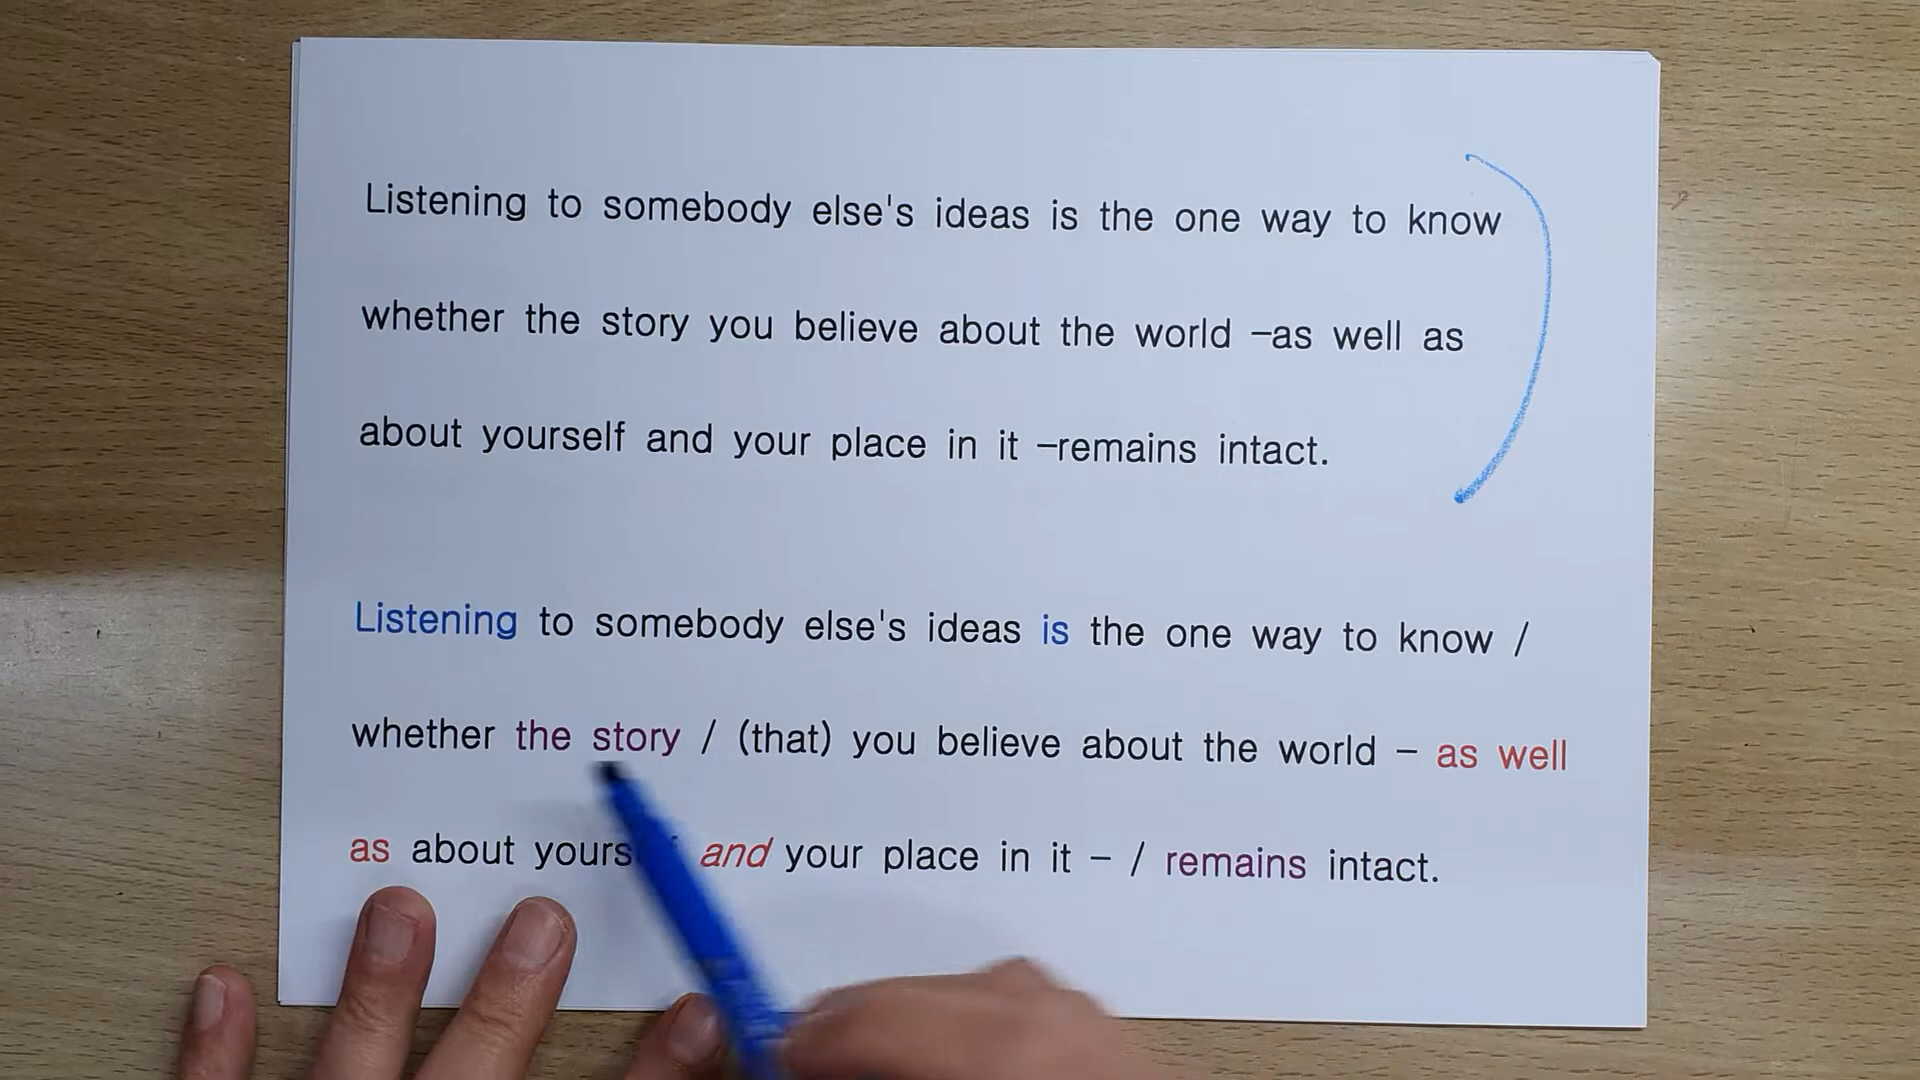 Listening to somebody else's ideas is the one way to know
whether the story you believe about the world –as well as
about yourself and your place in it –remains intact.
Listening to somebody else's ideas is the one way to know /
whether the story / (that) you believe about the world – as well
as about and your place in it – / remains intact.